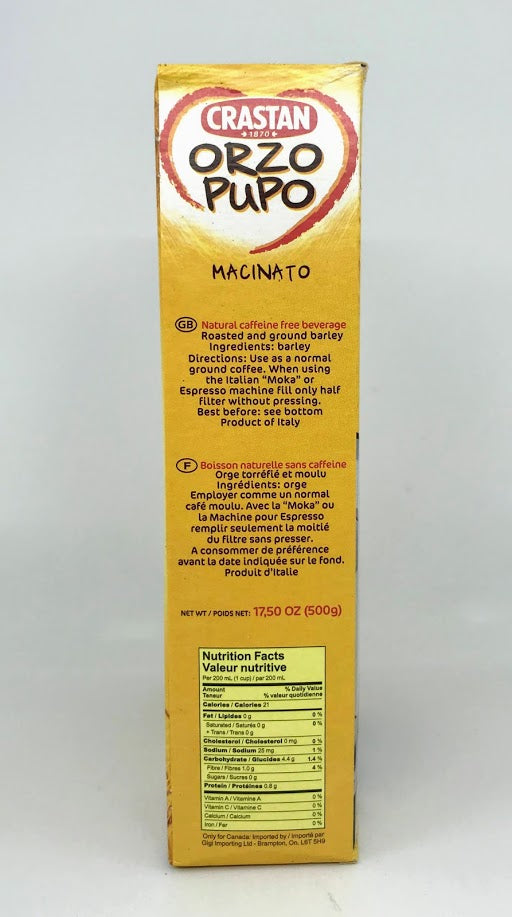 CRASTAN
1870
ORZO
PUPO
MACINATO
GB Natural caffeine free beverage
Roasted and ground barley
Ingredients: barley
Directions: Use as a normal
ground coffee. When using
the Italian "Moka" or
Espresso machine fill only half
filter without pressing.
Best before: see bottom
Product of Italy
F Boisson naturelle sans caffeine
Orge torréfié et moulu
Ingrédients: orge
Employer comme un normal
café moulu. Avec la "Moka" ou
la Machine pour Espresso
remplir seulement la moitié
du filtre sans presser.
A consommer de préférence
avant la date indiquée sur le fond.
Produit d'Italie
NET WT / POIDS NET: 17,50 OZ (500g)
Nutrition Facts
Valeur nutritive
Per 200 mL (1 cup) / par 200 mL
Amount % Daily Value
Teneur % valeur quotidienne
Calories / Calories 21
Fat / Lipides 0 g 0 %
Saturated / Saturés 0 g 0 %
+ Trans / Trans 0 g
Cholesterol / Cholesterol 0 mg 0 %
Sodium / Sodium 25 mg 1 %
Carbohydrate / Glucides 4.4 g 1.4 %
Fibre / Fibres 1.0 g 4 %
Sugars / Sucres 0 g
Protein / Protéines 0.8 g
Vitamin A / Vitamine A 0 %
Vitamin C / Vitamine C 0 %
Calcium / Calcium 0 %
Iron / Fer 0 %
Only for Canada: Imported by / Importé par
Gigi Importing Ltd - Brampton, On. L6T 5H9